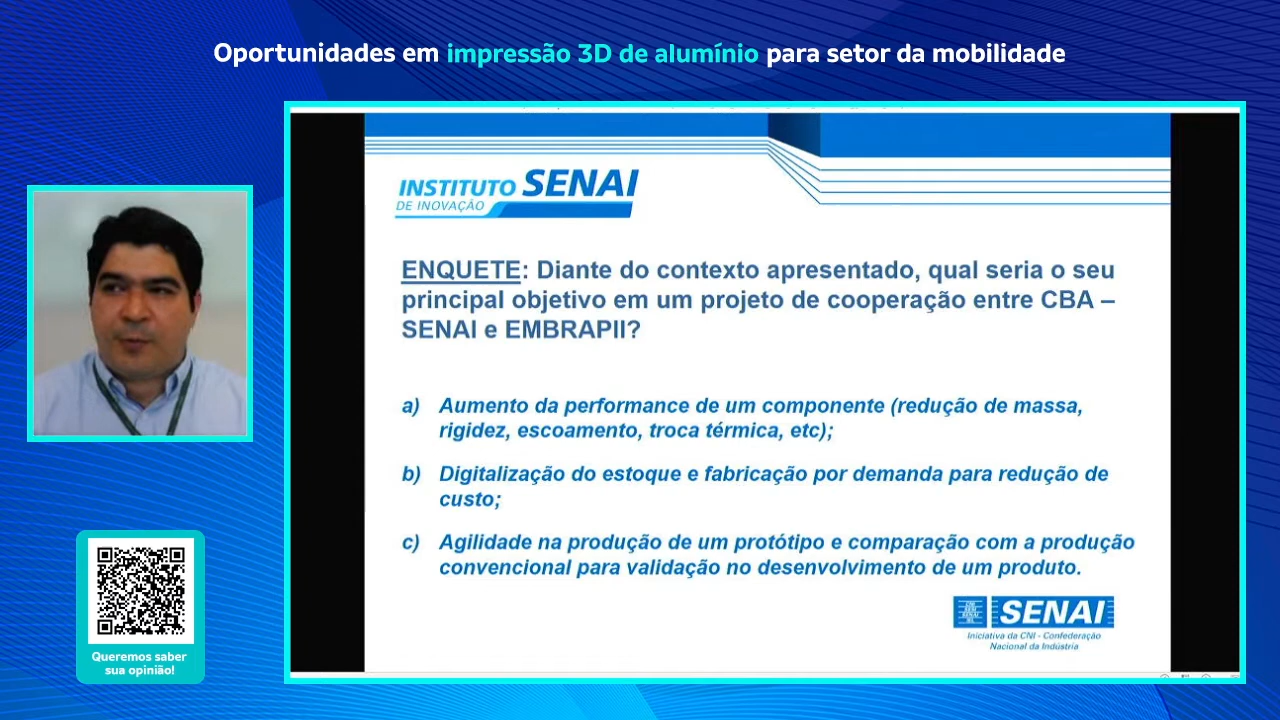 Oportunidades em impressão 3D de alumínio para setor da mobilidade
INSTITUTO SENAI
DE INOVAÇÃO
ENQUETE: Diante do contexto apresentado, qual seria o seu
principal objetivo em um projeto de cooperação entre CBA –
SENAI e EMBRAPII?
a) Aumento da performance de um componente (redução de massa,
rigidez, escoamento, troca térmica, etc);
b) Digitalização do estoque e fabricação por demanda para redução de
custo;
c) Agilidade na produção de um protótipo e comparação com a produção
convencional para validação no desenvolvimento de um produto.
SENAI
Iniciativa da CNI - Confederação
Nacional da Indústria
Queremos saber
sua opinião!